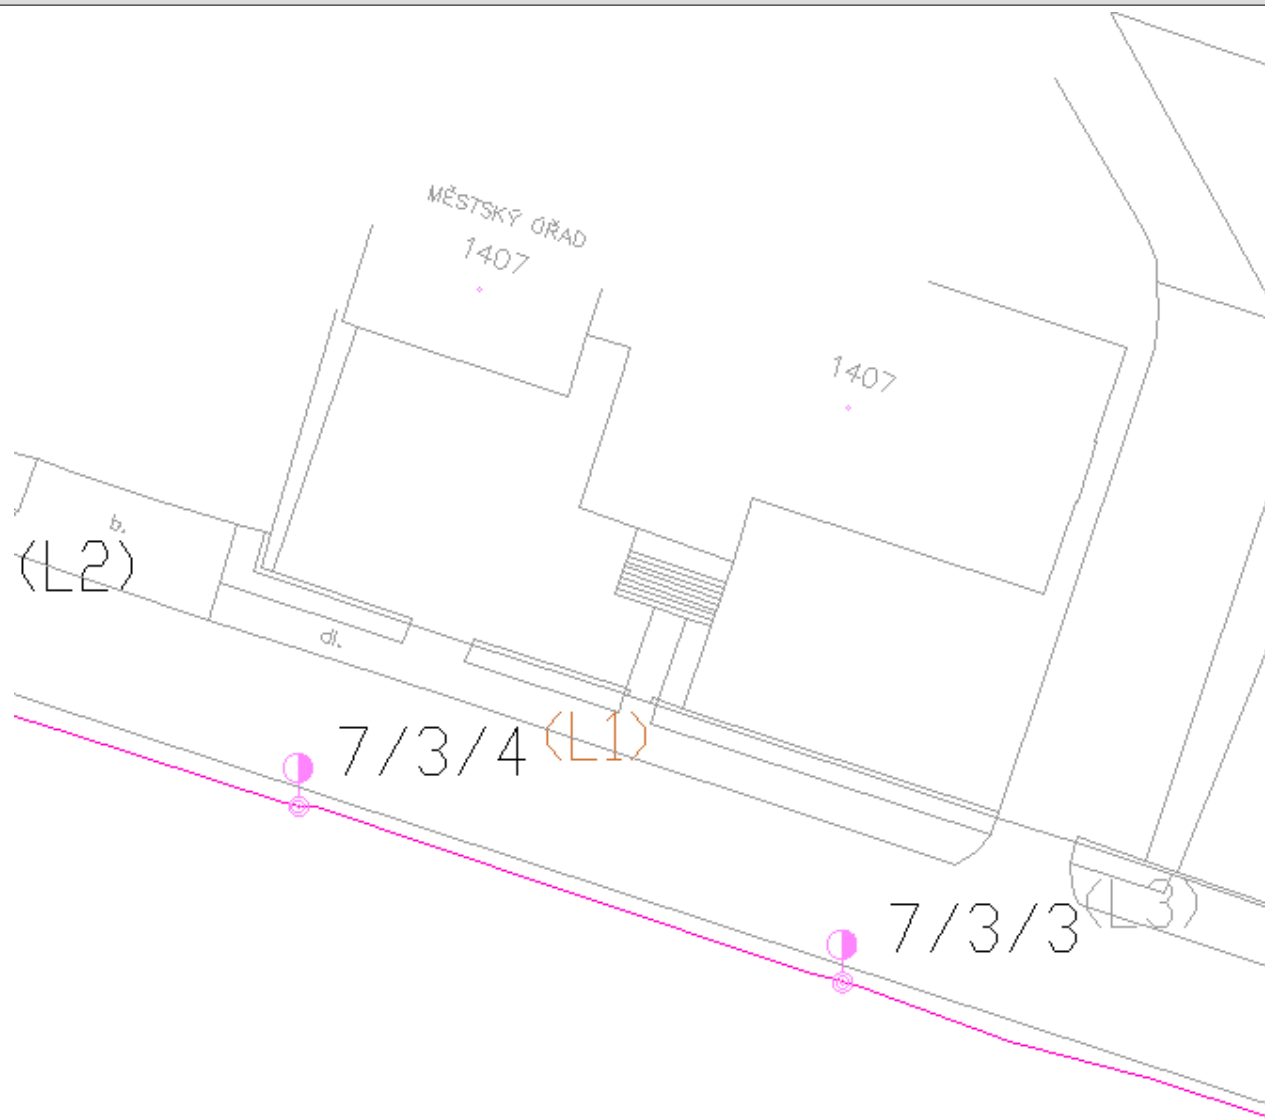 MĚSTSKÝ ÚŘAD
1407
1407
b.
(L2)
dl.
7/3/4 (L1)
7/3/3 (L3)